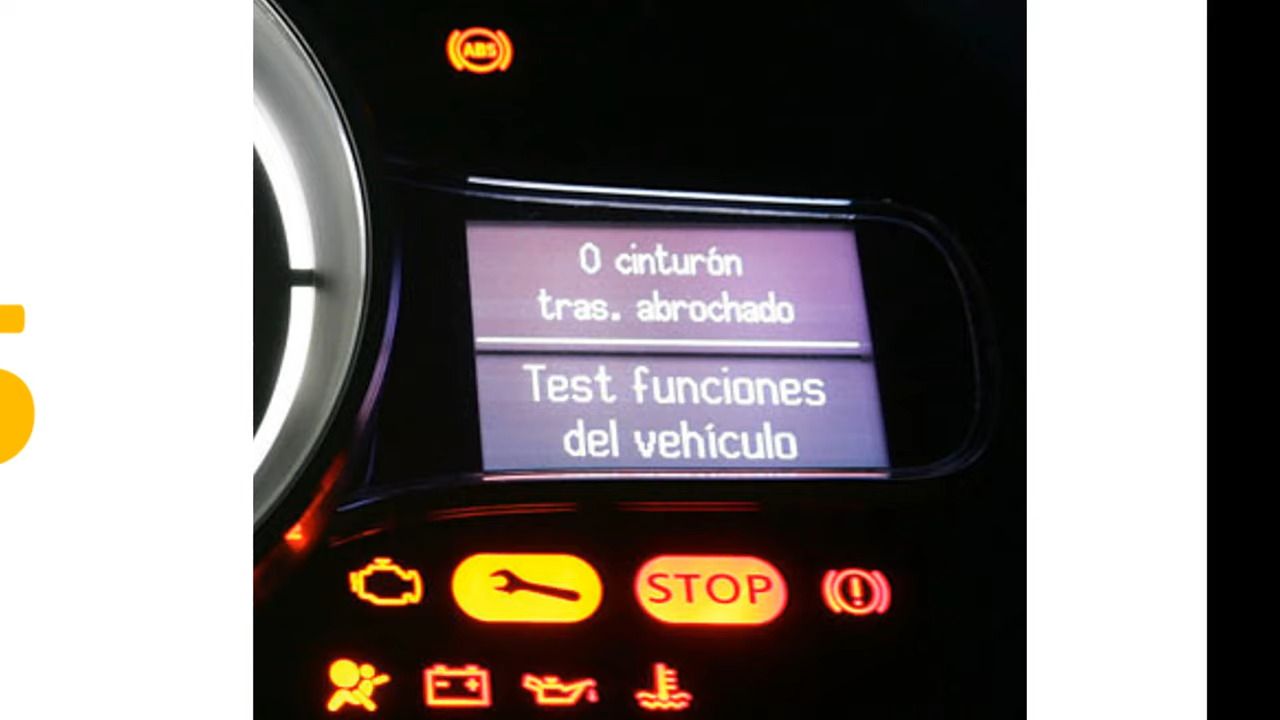 ABS
0 cinturón
tras. abrochado
Test funciones
del vehículo
STOP